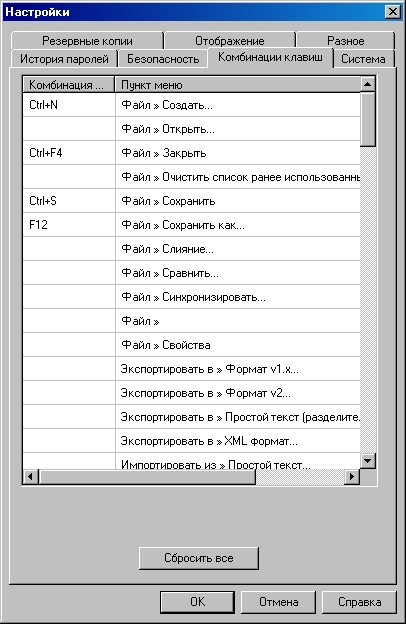 Настройки
Резервные копии Отображение Разное
История паролей Безопасность Комбинации клавиш Система
Комбинация ... Пункт меню
Ctrl+N Файл » Создать...
Файл » Открыть...
Ctrl+F4 Файл » Закрыть
Файл » Очистить список ранее использованны
Ctrl+S Файл » Сохранить
F12 Файл » Сохранить как...
Файл » Слияние...
Файл » Сравнить...
Файл » Синхронизировать...
Файл »
Файл » Свойства
Экспортировать в » Формат v1.x...
Экспортировать в » Формат v2...
Экспортировать в » Простой текст (разделите.
Экспортировать в » XML формат...
Импортировать из » Простой текст...
Сбросить все
OK Отмена Справка